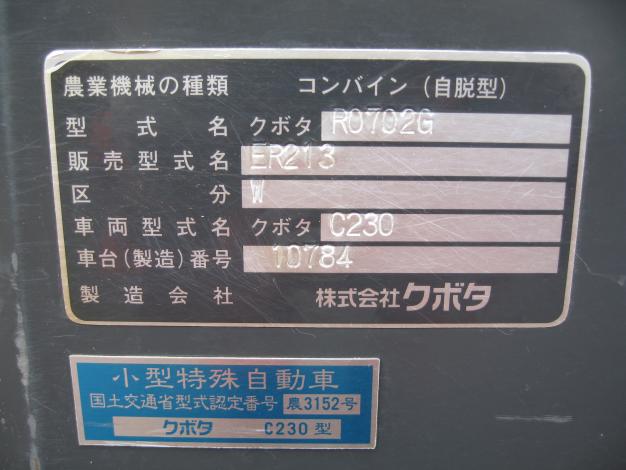 農業機械の種類 コンバイン（自脱型）
型式名 クボタ R0702G
販売型式名 ER213
区分 W
車両型式名 クボタ C230
車台（製造）番号 10784
製造会社 株式会社クボタ
小型特殊自動車
国土交通省型式認定番号 農3152号
クボタ C230型